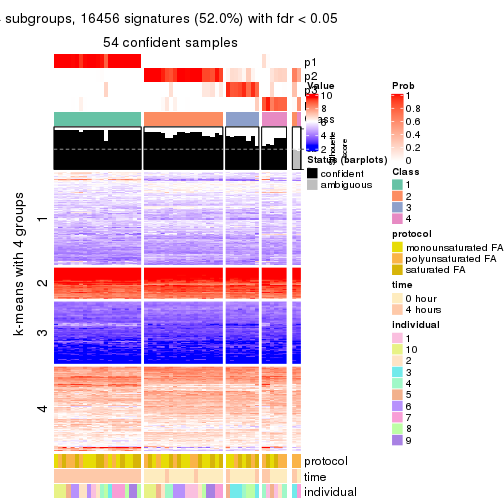 subgroups, 16456 signatures (52.0%) with fdr < 0.05
54 confident samples
p1
p2
p3
Value
10
8
6
4
2
Silhouette
score
Status (barplots)
confident
ambiguous
Prob
1
0.8
0.6
0.4
0.2
0
Class
1
2
3
4
protocol
monounsaturated FA
polyunsaturated FA
saturated FA
time
0 hour
4 hours
individual
1
10
2
3
4
5
6
7
8
9
k-means with 4 groups
1
2
3
4
protocol
time
individual